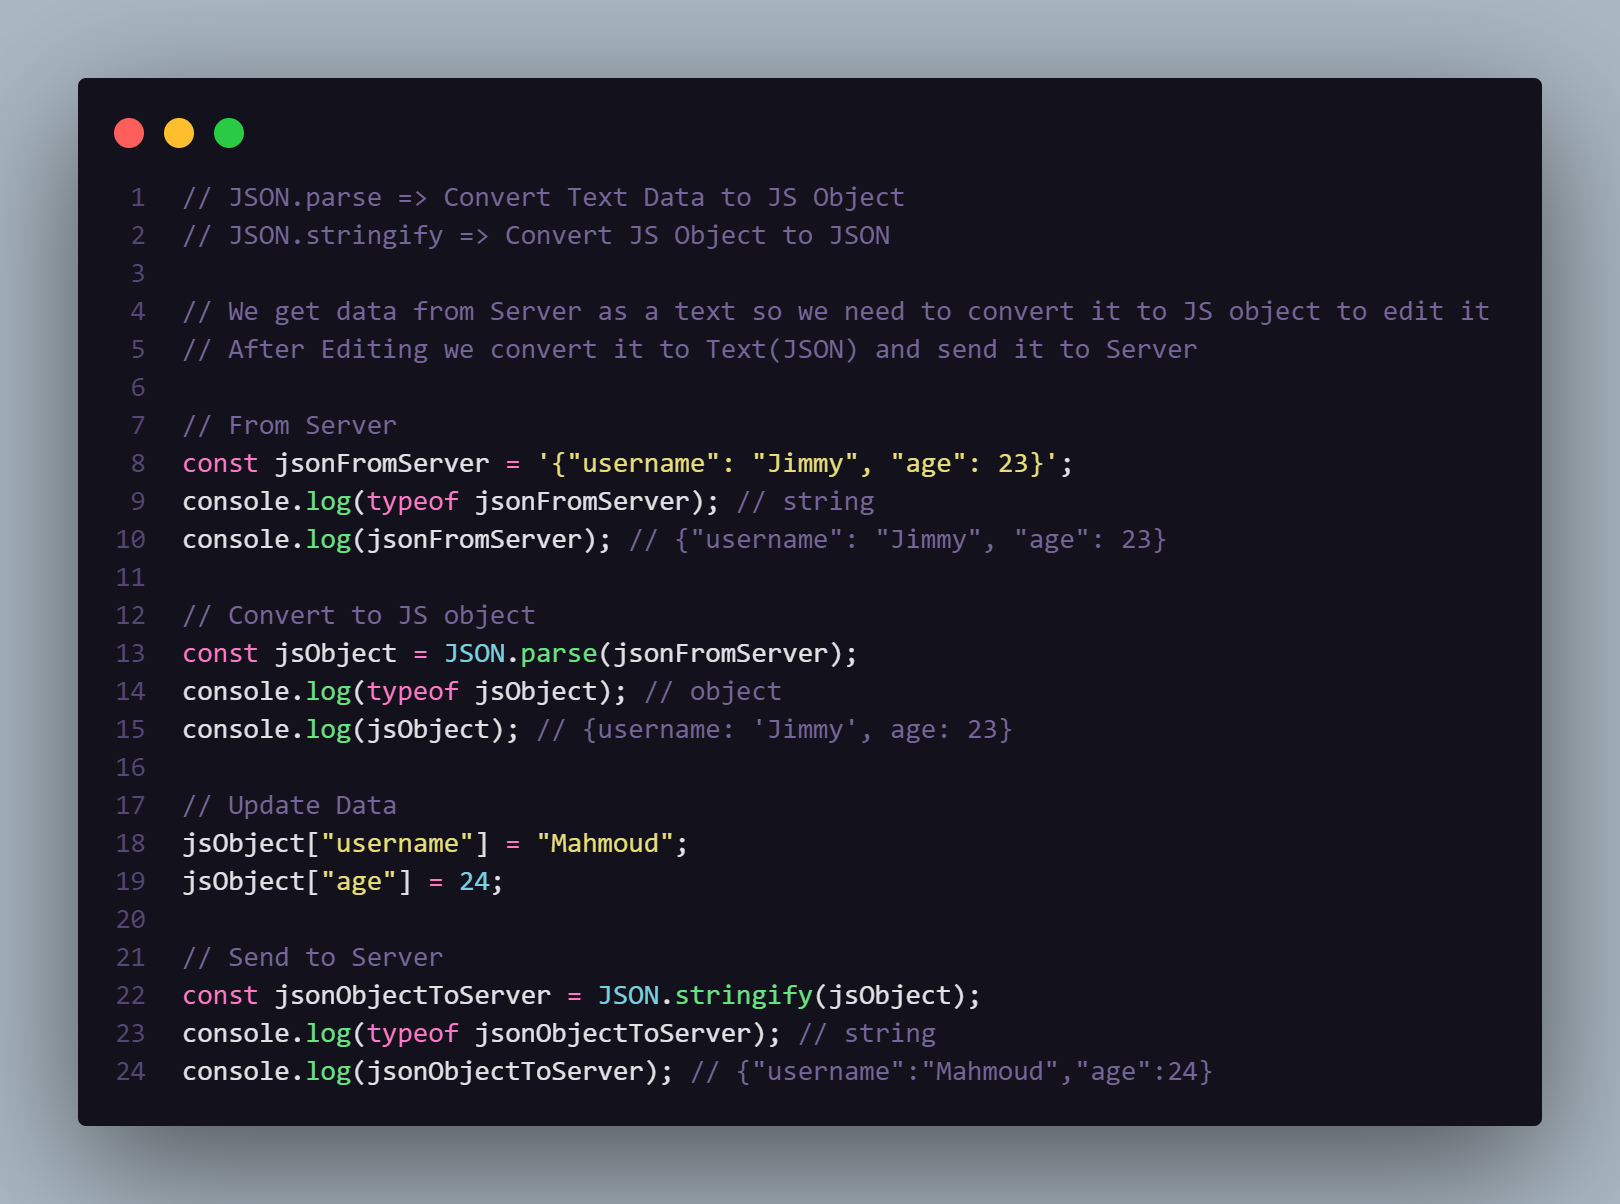 1 // JSON.parse => Convert Text Data to JS Object
2 // JSON.stringify => Convert JS Object to JSON
3
4 // We get data from Server as a text so we need to convert it to JS object to edit it
5 // After Editing we convert it to Text(JSON) and send it to Server
6
7 // From Server
8 const jsonFromServer = '{"username": "Jimmy", "age": 23}';
9 console.log(typeof jsonFromServer); // string
10 console.log(jsonFromServer); // {"username": "Jimmy", "age": 23}
11
12 // Convert to JS object
13 const jsObject = JSON.parse(jsonFromServer);
14 console.log(typeof jsObject); // object
15 console.log(jsObject); // {username: 'Jimmy', age: 23}
16
17 // Update Data
18 jsObject["username"] = "Mahmoud";
19 jsObject["age"] = 24;
20
21 // Send to Server
22 const jsonObjectToServer = JSON.stringify(jsObject);
23 console.log(typeof jsonObjectToServer); // string
24 console.log(jsonObjectToServer); // {"username":"Mahmoud","age":24}